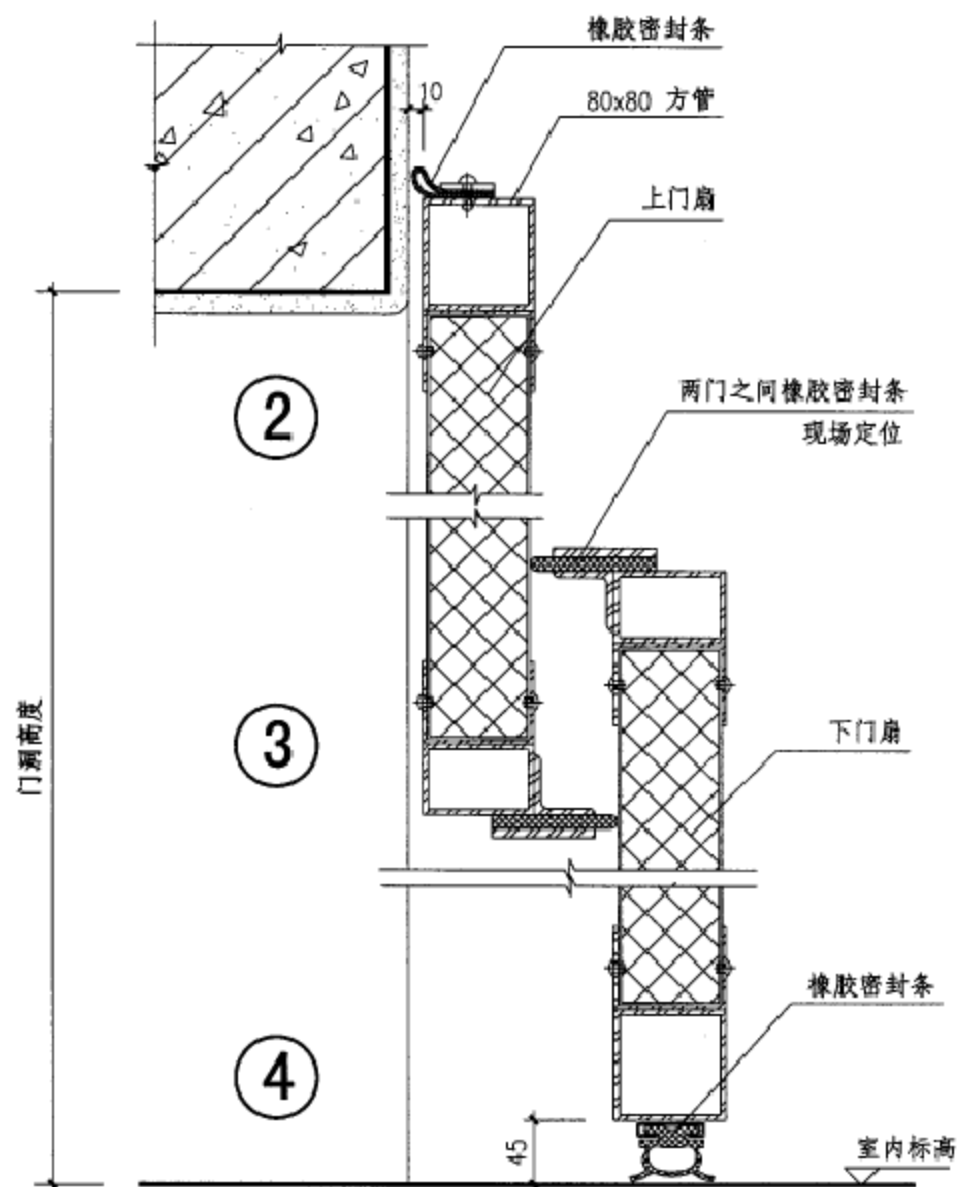 橡胶密封条
10
80x80 方管
上门扇
②
两门之间橡胶密封条
现场定位
③
门洞高度
下门扇
橡胶密封条
④
45
室内标高